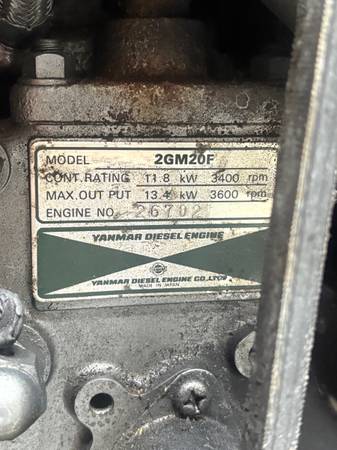 MODEL 2GM20F
CONT.RATING 11.8 kW 3400 rpm
MAX.OUT PUT 13.4 kW 3600 rpm
ENGINE NO. 26702
YANMAR DIESEL ENGINE
YANMAR DIESEL ENGINE CO.,LTD.
MADE IN JAPAN